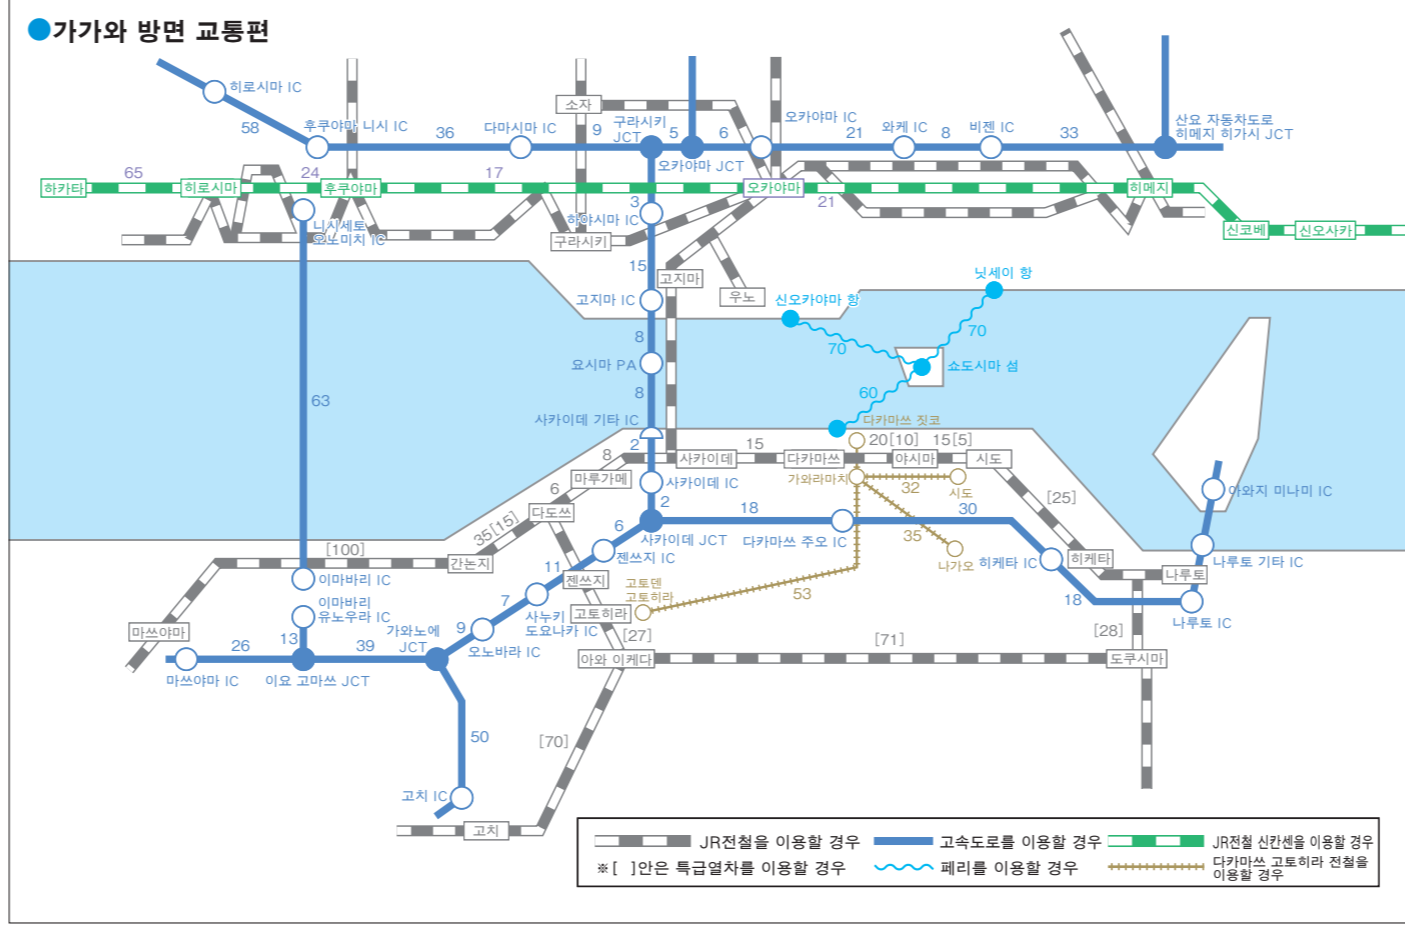 ●가가와 방면 교통편
히로시마 IC
58
후쿠야마 니시 IC
36
다마시마 IC
9
소자
구라시키
JCT
5
오카야마 JCT
6
오카야마 IC
21
와케 IC
8
비젠 IC
33
산요 자동차도로
히메지 히가시 JCT
하카타
65
히로시마
24
후쿠야마
17
오카야마
21
히메지
신코베
신오사카
니시세토
오노미치 IC
3
하야시마 IC
구라시키
15
고지마
우노
고지마 IC
신오카야마 항
닛세이 항
70
70
8
요시마 PA
쇼도시마 섬
8
60
63
사카이데 기타 IC
다카마쓰 짓코
2
8
사카이데
15
다카마쓰
20[10]
야시마
15[5]
시도
마루가메
사카이데 IC
가와라마치
32
시도
[25]
아와지 미나미 IC
6
다도쓰
2
35[15]
6
사카이데 JCT
18
다카마쓰 주오 IC
30
35
나가오
[100]
간논지
젠쓰지 IC
히케타 IC
히케타
나루토 기타 IC
이마바리 IC
11
젠쓰지
고토덴
고토히라
53
나루토
이마바리
유노우라 IC
7
사누키
도요나카 IC
고토히라
18
나루토 IC
마쓰야마
13
가와노에
JCT
9
오노바라 IC
[27]
[71]
[28]
26
39
아와 이케다
도쿠시마
마쓰야마 IC
이요 고마쓰 JCT
50
[70]
고치 IC
고치
JR전철을 이용할 경우
고속도로를 이용할 경우
JR전철 신칸센을 이용할 경우
※[ ]안은 특급열차를 이용할 경우
페리를 이용할 경우
다카마쓰 고토히라 전철을
이용할 경우